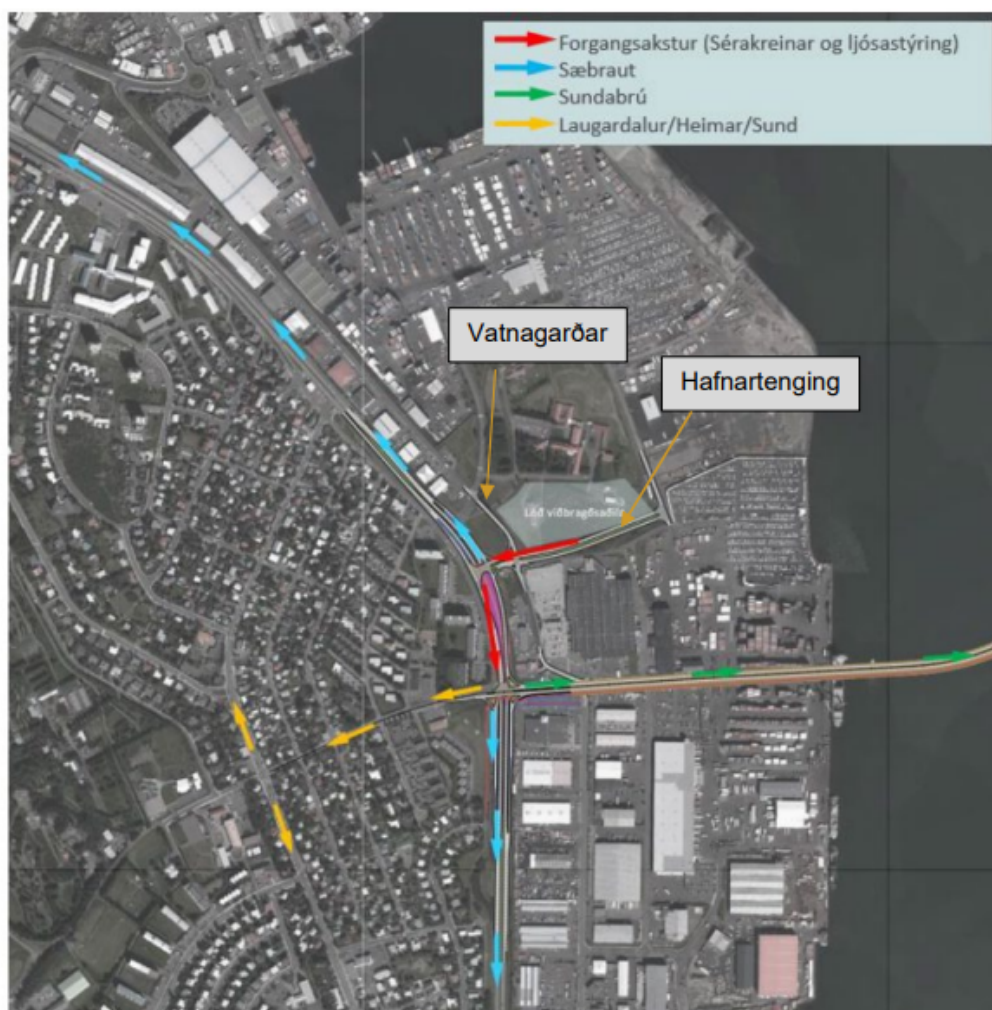 Forgangsakstur (Sérakreinar og ljósastýring)
Sæbraut
Sundabrú
Laugardalur/Heimar/Sund
Vatnagarðar
Hafnartenging
Lóð viðbragðsaðila